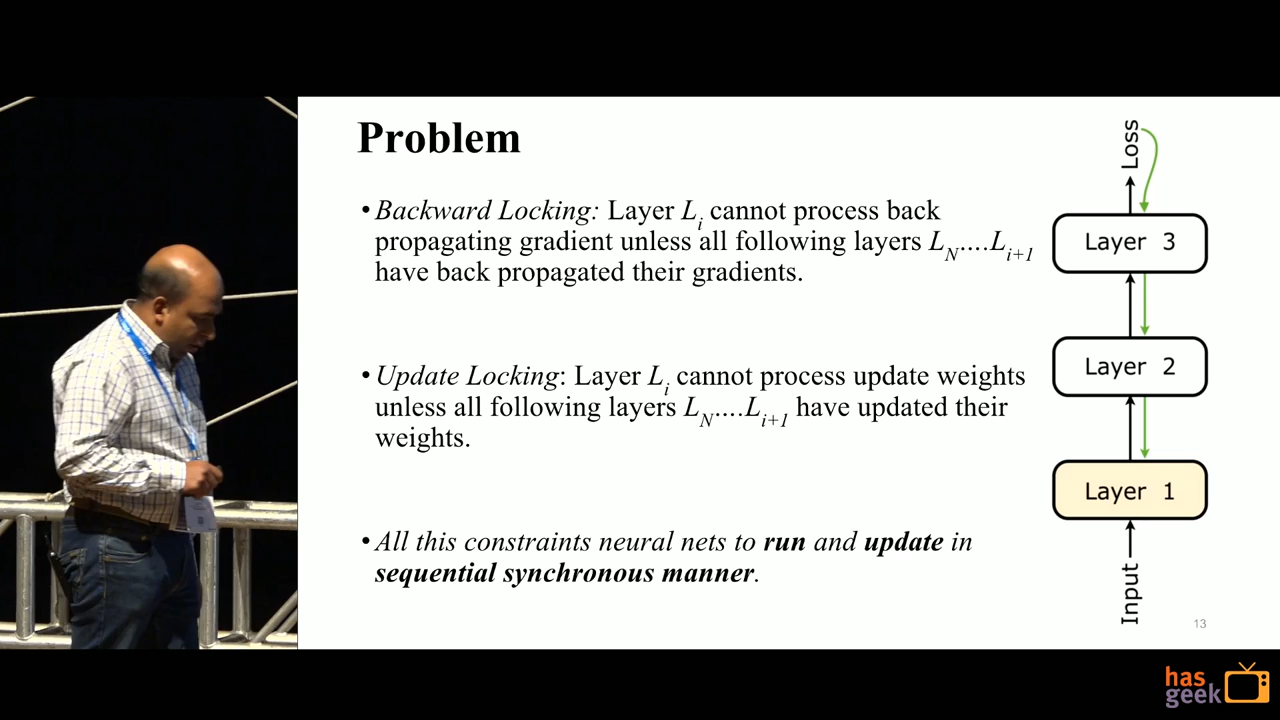 Problem
• Backward Locking: Layer Li cannot process back
propagating gradient unless all following layers LN....Li+1
have back propagated their gradients.
• Update Locking: Layer Li cannot process update weights
unless all following layers LN....Li+1 have updated their
weights.
• All this constraints neural nets to run and update in
sequential synchronous manner.
Loss
Layer 3
Layer 2
Layer 1
Input
13
has
geek